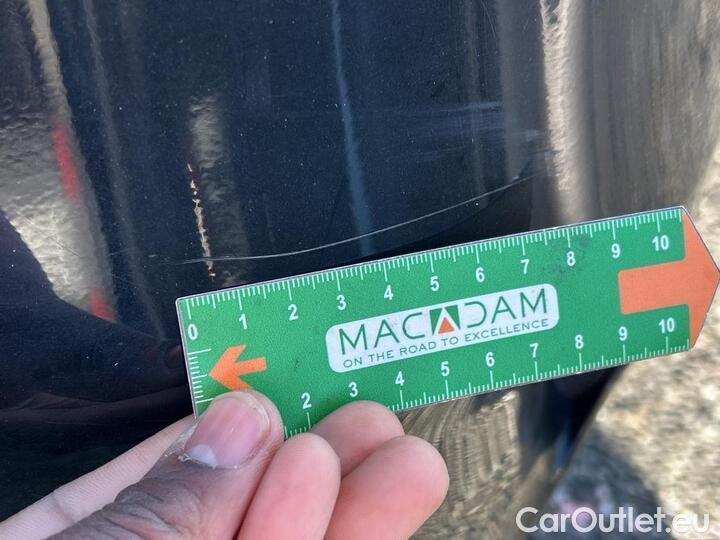 0 1 2 3 4 5 6 7 8 9 10
MACADAM
ON THE ROAD TO EXCELLENCE
2 3 4 5 6 7 8 9 10
CarOutlet.eu